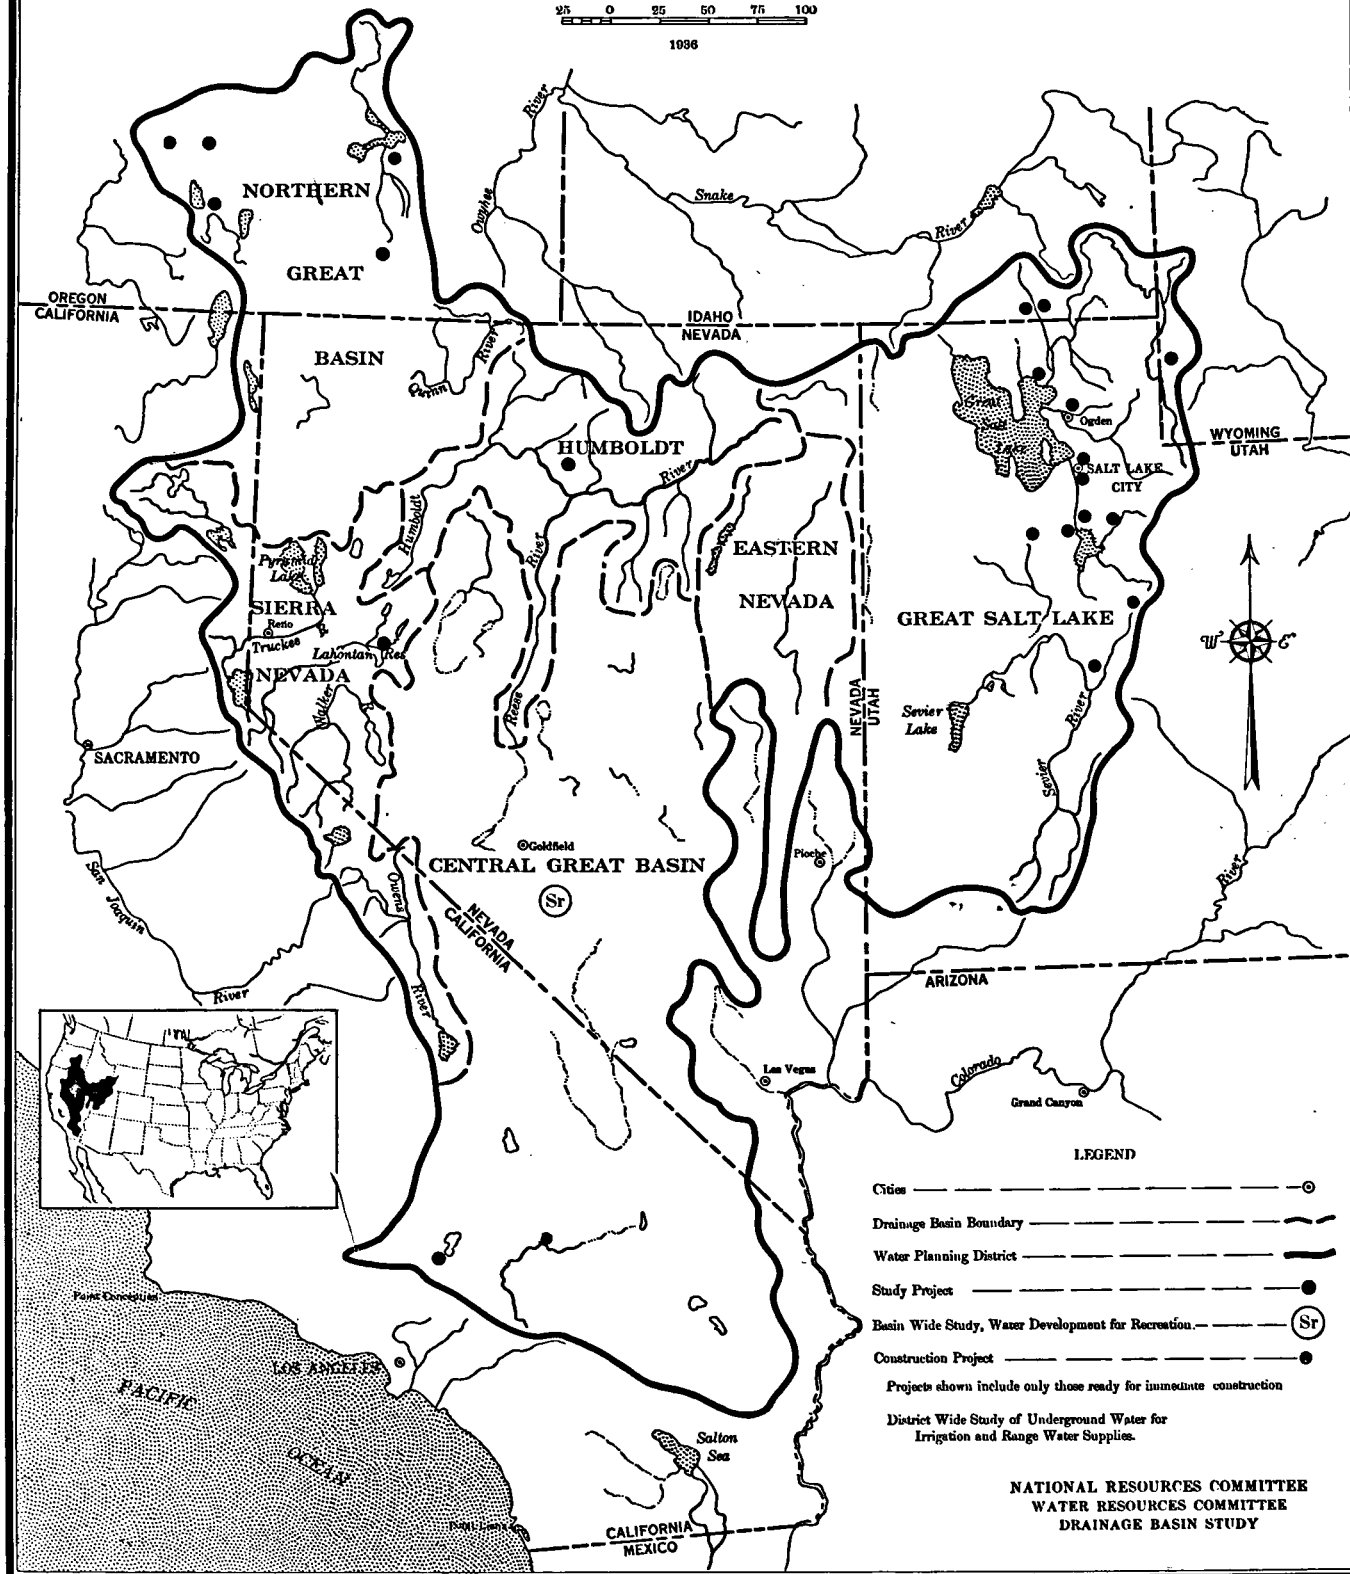 25 0 25 50 75 100
1936
River
Owyhee
Snake
River
NORTHERN
GREAT
BASIN
OREGON
CALIFORNIA
IDAHO
NEVADA
Quinn
River
HUMBOLDT
River
Humboldt
River
Reese
Great
Salt
Lake
Ogden
SALT LAKE
CITY
WYOMING
UTAH
Pyramid
Lake
SIERRA
Reno
Truckee
Lahontan Res
NEVADA
Walker
EASTERN
NEVADA
GREAT SALT LAKE
NEVADA
UTAH
Sevier
Lake
River
Sevier
W E
SACRAMENTO
San
Joaquin
River
Goldfield
CENTRAL GREAT BASIN
Sr
Pioche
Owens
River
NEVADA
CALIFORNIA
River
ARIZONA
Las Vegas
Colorado
Grand Canyon
Point Conception
LOS ANGELES
PACIFIC
OCEAN
Salton
Sea
CALIFORNIA
MEXICO
LEGEND
Cities
Drainage Basin Boundary
Water Planning District
Study Project
Basin Wide Study, Water Development for Recreation.
Sr
Construction Project
Projects shown include only those ready for immediate construction
District Wide Study of Underground Water for
Irrigation and Range Water Supplies.
NATIONAL RESOURCES COMMITTEE
WATER RESOURCES COMMITTEE
DRAINAGE BASIN STUDY